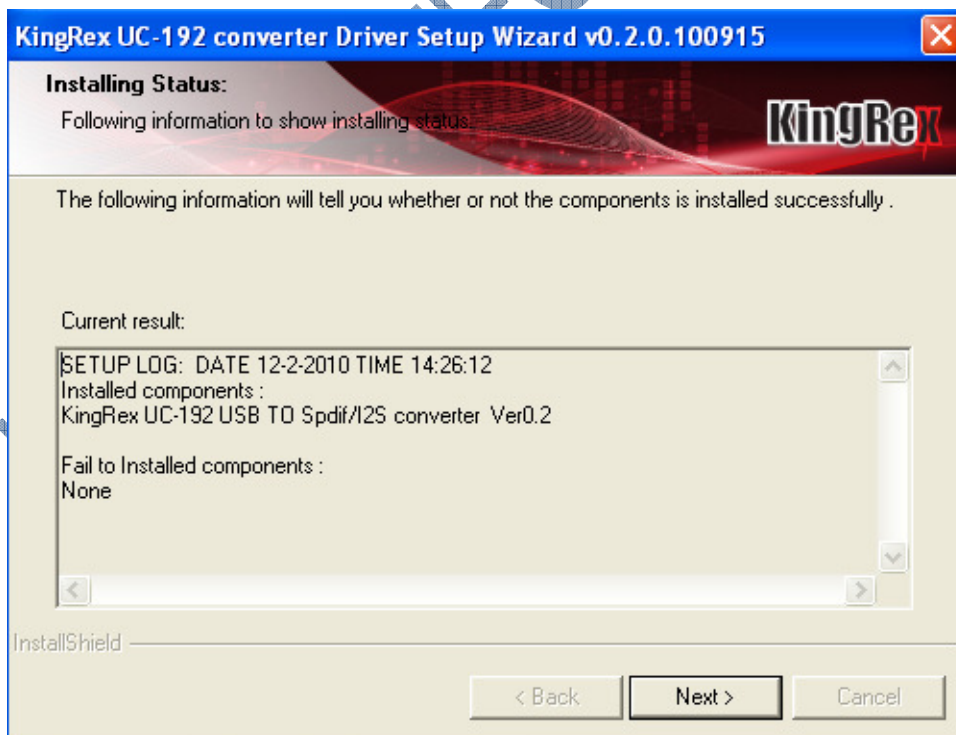 KingRex UC-192 converter Driver Setup Wizard v0.2.0.100915
Installing Status:
Following information to show installing status.
KingRex
The following information will tell you whether or not the components is installed successfully .
Current result:
SETUP LOG: DATE 12-2-2010 TIME 14:26:12
Installed components :
KingRex UC-192 USB TO Spdif/I2S converter Ver0.2
Fail to Installed components :
None
InstallShield
< Back
Next >
Cancel